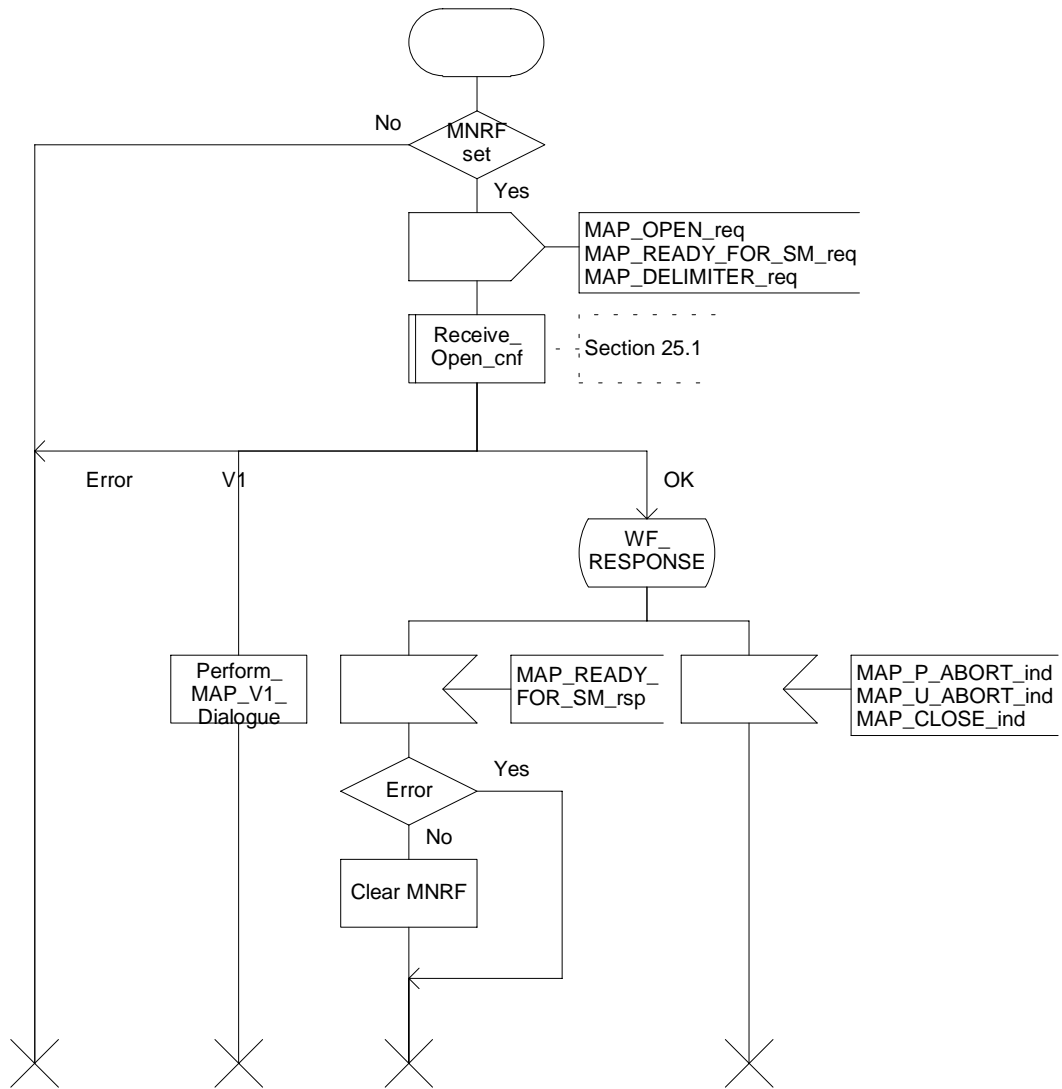 No
MNRF
set
Yes
MAP_OPEN_req
MAP_READY_FOR_SM_req
MAP_DELIMITER_req
Receive_
Open_cnf
Section 25.1
Error
V1
OK
WF_
RESPONSE
Perform_
MAP_V1_
Dialogue
MAP_READY_
FOR_SM_rsp
MAP_P_ABORT_ind
MAP_U_ABORT_ind
MAP_CLOSE_ind
Error
Yes
No
Clear MNRF